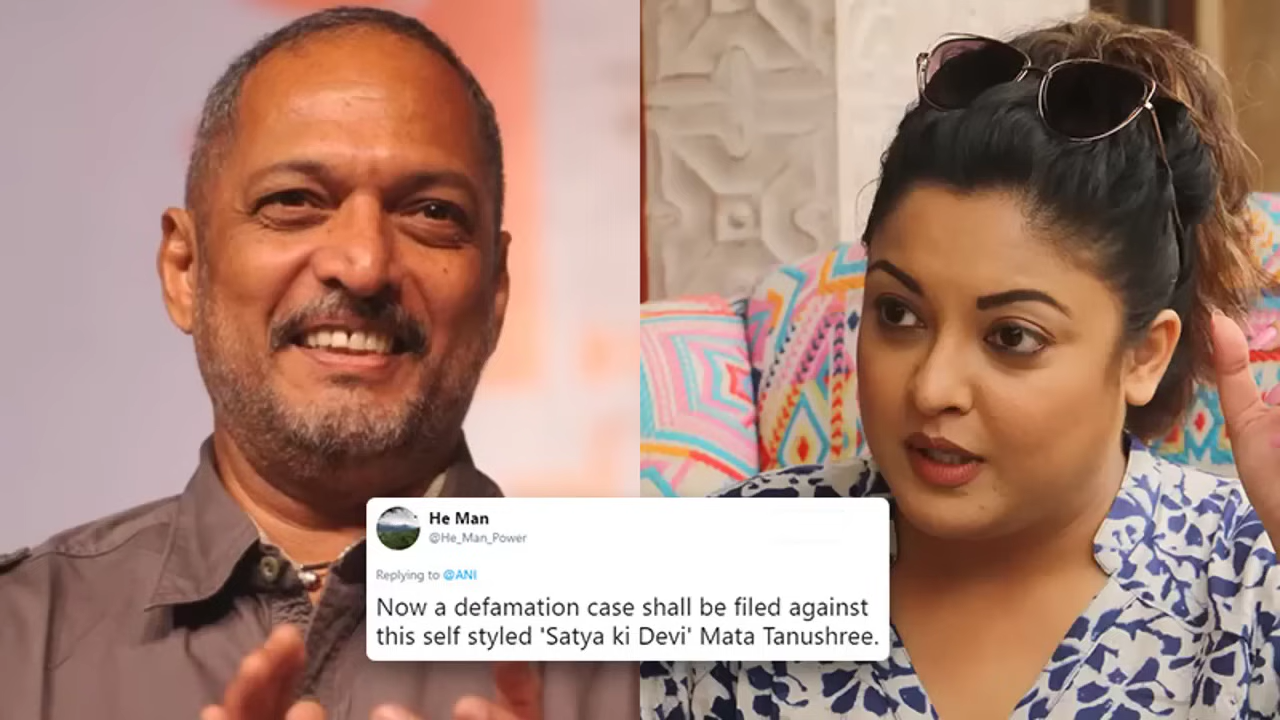 He Man
@He_Man_Power
Replying to @ANI
Now a defamation case shall be filed against
this self styled 'Satya ki Devi' Mata Tanushree.